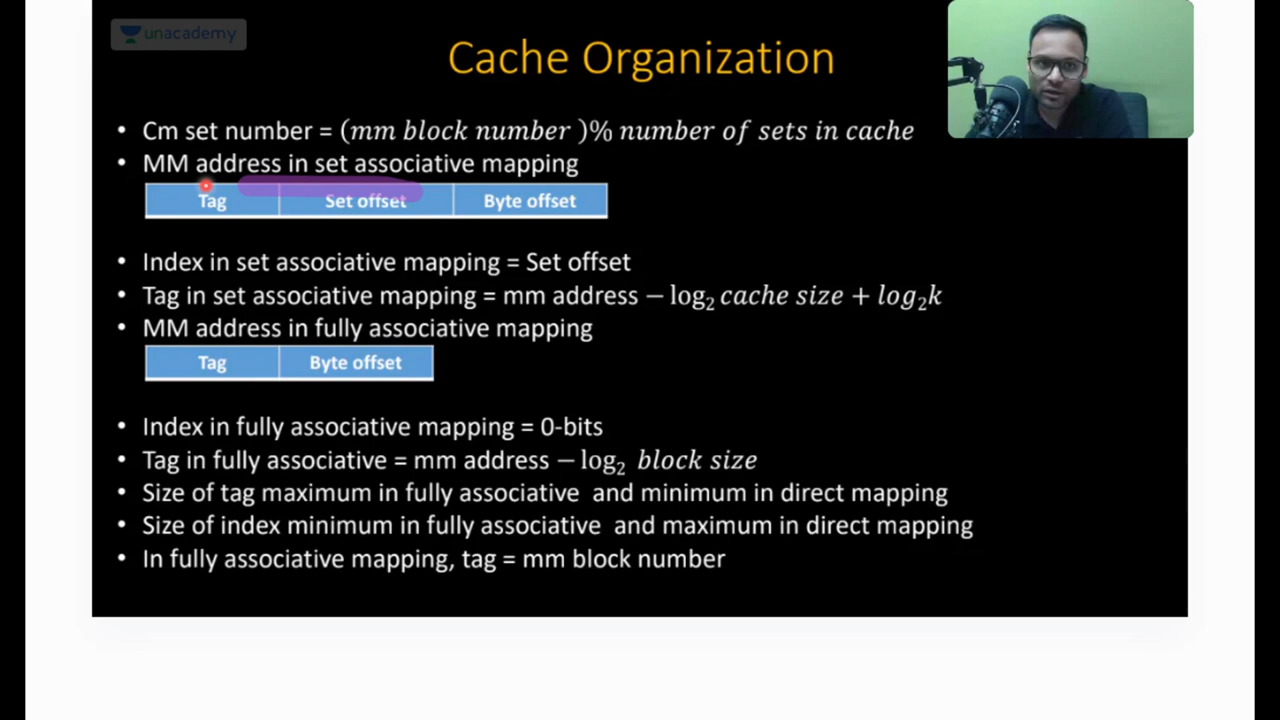 unacademy
Cache Organization
• Cm set number = (mm block number )% number of sets in cache
• MM address in set associative mapping
Tag Set offset Byte offset
• Index in set associative mapping = Set offset
• Tag in set associative mapping = mm address − log₂ cache size + log₂k
• MM address in fully associative mapping
Tag Byte offset
• Index in fully associative mapping = 0-bits
• Tag in fully associative = mm address − log₂ block size
• Size of tag maximum in fully associative and minimum in direct mapping
• Size of index minimum in fully associative and maximum in direct mapping
• In fully associative mapping, tag = mm block number